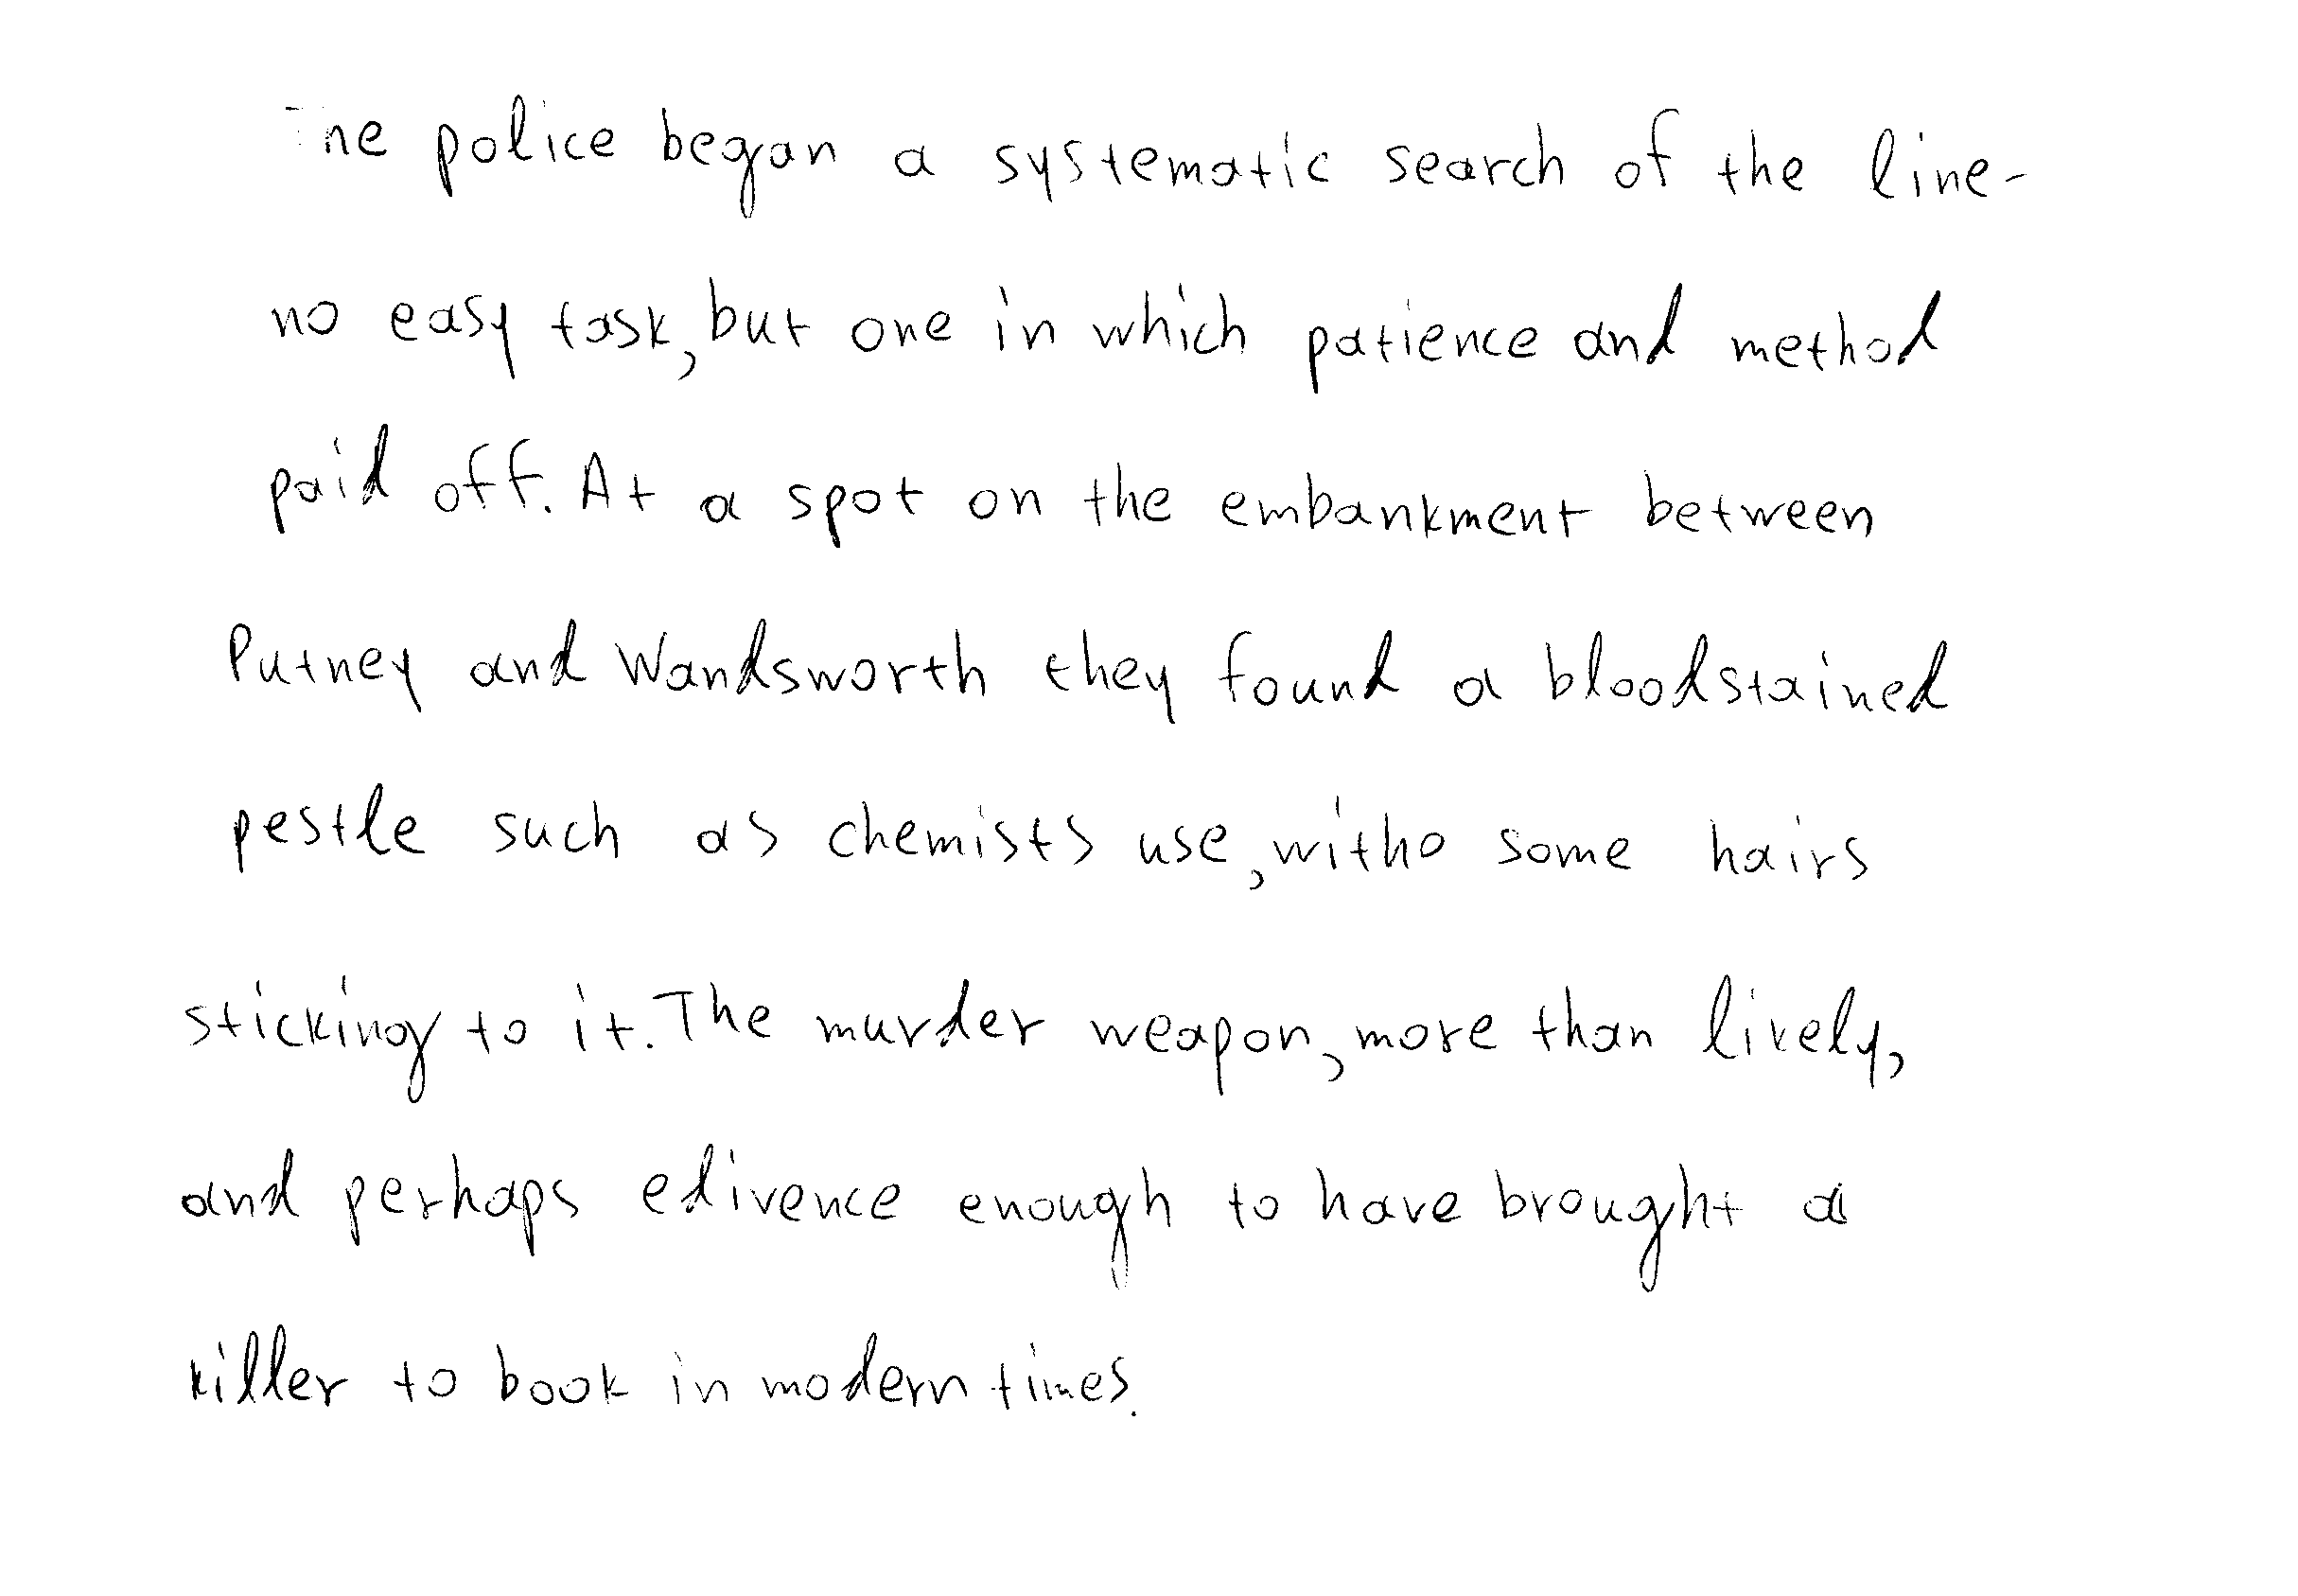 The police began a systematic search of the line-
no easy task, but one in which patience and method
paid off. At a spot on the embankment between
Putney and Wandsworth they found a bloodstained
pestle such as chemists use, witho some hairs
sticking to it. The murder weapon, more than likely,
and perhaps edivence enough to have brought a
killer to book in modern times.